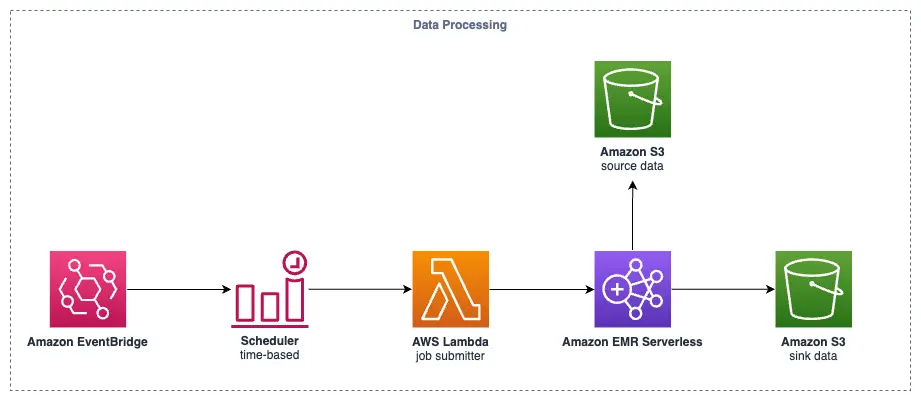 Data Processing
Amazon S3
source data
Amazon EventBridge
Scheduler
time-based
AWS Lambda
job submitter
Amazon EMR Serverless
Amazon S3
sink data